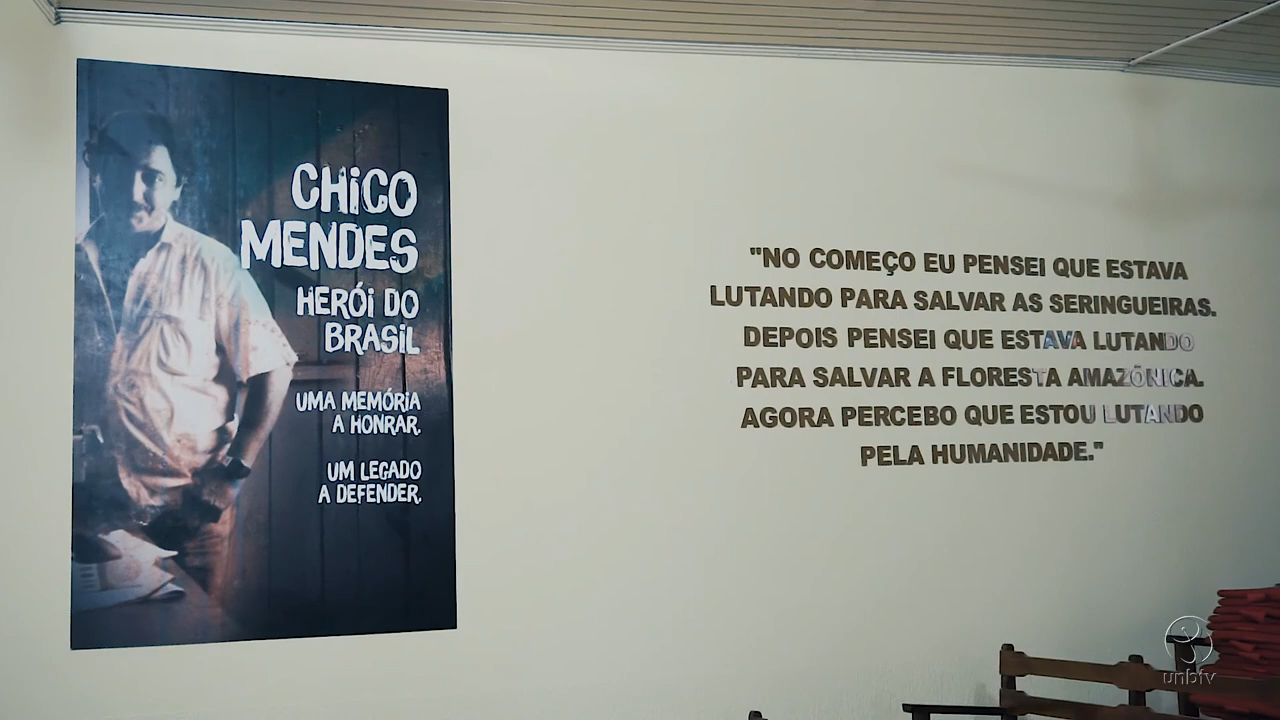 CHICO
MENDES
HERÓI DO
BRASIL
UMA MEMÓRIA
A HONRAR.
UM LEGADO
A DEFENDER.
"NO COMEÇO EU PENSEI QUE ESTAVA
LUTANDO PARA SALVAR AS SERINGUEIRAS.
DEPOIS PENSEI QUE ESTAVA LUTANDO
PARA SALVAR A FLORESTA AMAZÔNICA.
AGORA PERCEBO QUE ESTOU LUTANDO
PELA HUMANIDADE."
unbtv